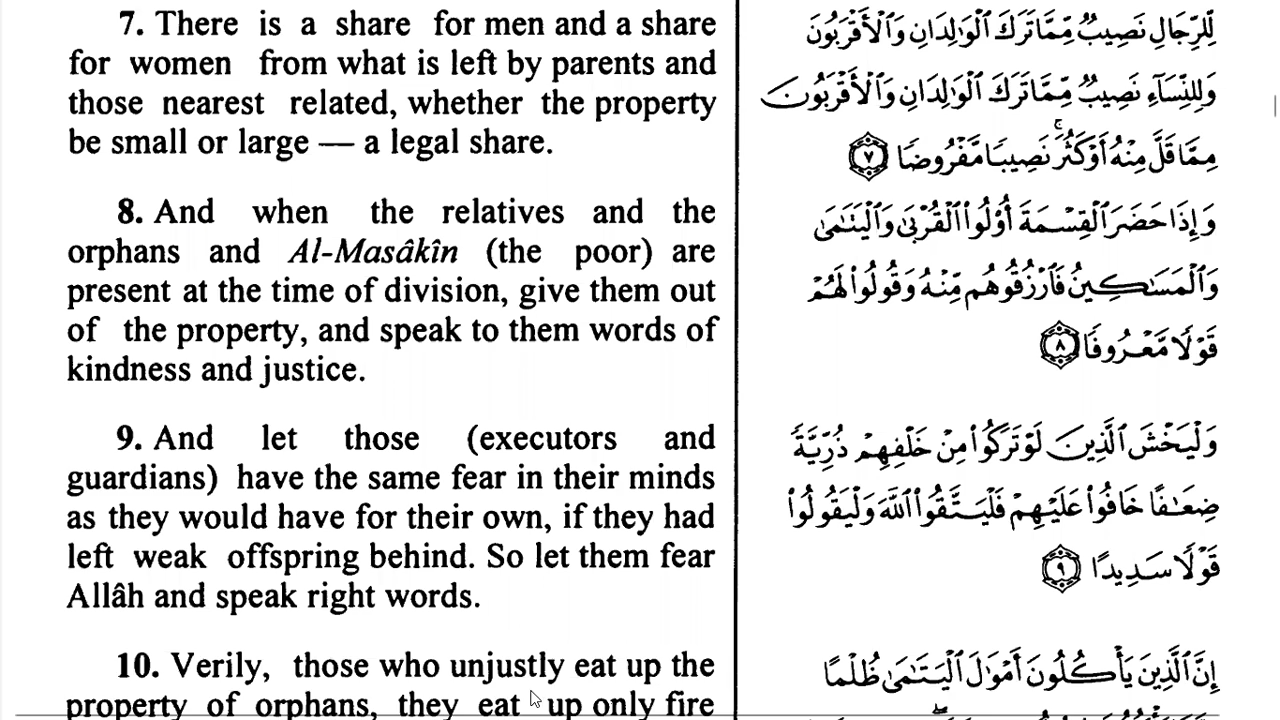 7. There is a share for men and a share
for women from what is left by parents and
those nearest related, whether the property
be small or large — a legal share.
8. And when the relatives and the
orphans and Al-Masâkîn (the poor) are
present at the time of division, give them out
of the property, and speak to them words of
kindness and justice.
9. And let those (executors and
guardians) have the same fear in their minds
as they would have for their own, if they had
left weak offspring behind. So let them fear
Allâh and speak right words.
10. Verily, those who unjustly eat up the
property of orphans, they eat up only fire
لِّلرِّجَالِ نَصِيبٌ مِّمَّا تَرَكَ ٱلْوَٰلِدَانِ وَٱلْأَقْرَبُونَ
وَلِلنِّسَآءِ نَصِيبٌ مِّمَّا تَرَكَ ٱلْوَٰلِدَانِ وَٱلْأَقْرَبُونَ
مِمَّا قَلَّ مِنْهُ أَوْ كَثُرَ ۚ نَصِيبًا مَّفْرُوضًا ٧
وَإِذَا حَضَرَ ٱلْقِسْمَةَ أُو۟لُوا۟ ٱلْقُرْبَىٰ وَٱلْيَتَٰمَىٰ
وَٱلْمَسَٰكِينُ فَٱرْزُقُوهُم مِّنْهُ وَقُولُوا۟ لَهُمْ
قَوْلًا مَّعْرُوفًا ٨
وَلْيَخْشَ ٱلَّذِينَ لَوْ تَرَكُوا۟ مِنْ خَلْفِهِمْ ذُرِّيَّةً
ضِعَٰفًا خَافُوا۟ عَلَيْهِمْ فَلْيَتَّقُوا۟ ٱللَّهَ وَلْيَقُولُوا۟
قَوْلًا سَدِيدًا ٩
إِنَّ ٱلَّذِينَ يَأْكُلُونَ أَمْوَٰلَ ٱلْيَتَٰمَىٰ ظُلْمًا